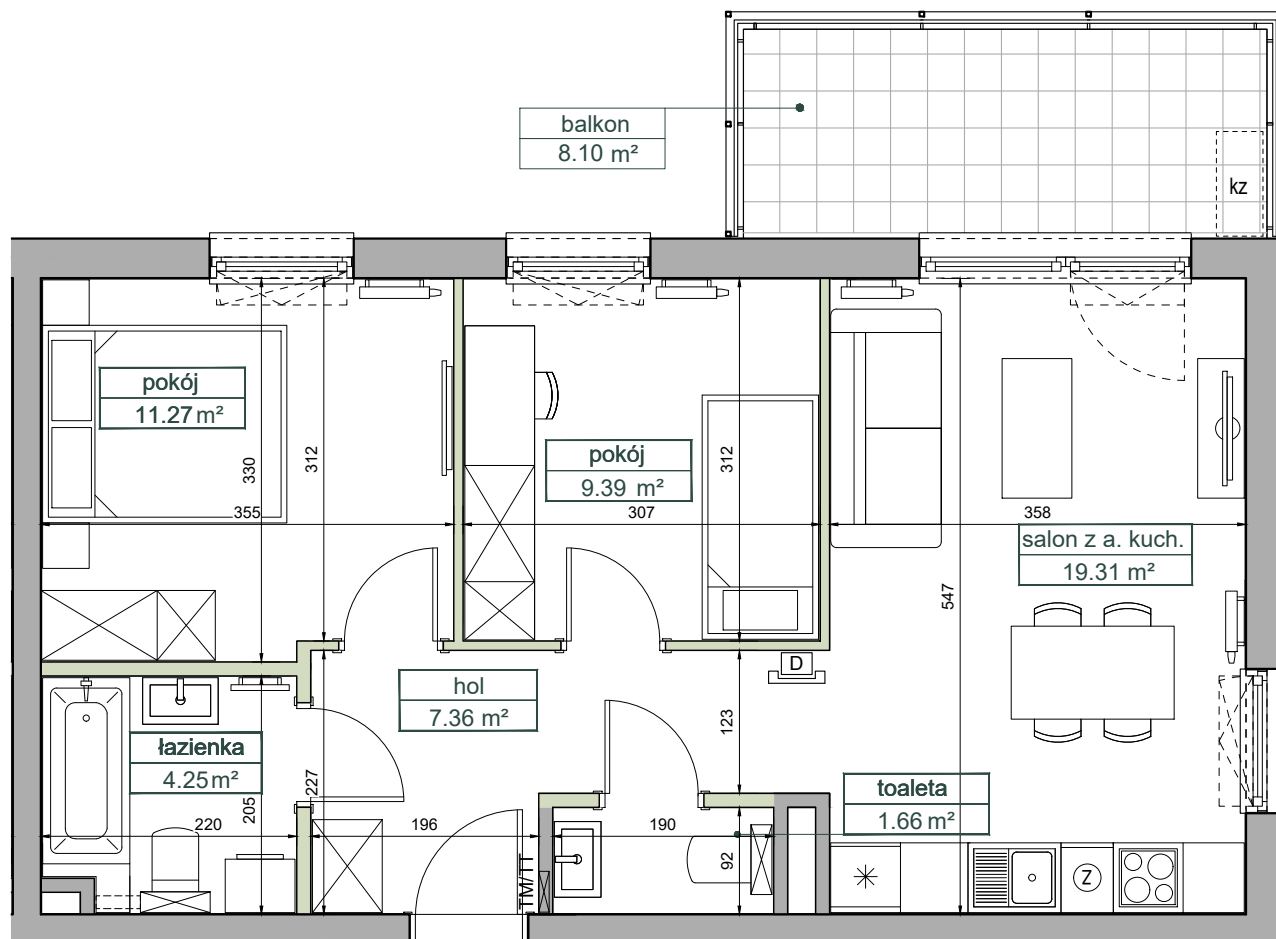 balkon
8.10 m²
kz
pokój
11.27 m²
330
312
355
pokój
9.39 m²
312
307
358
salon z a. kuch.
19.31 m²
547
D
hol
7.36 m²
123
łazienka
4.25 m²
227
205
220
196
TM/TT
190
92
toaleta
1.66 m²
Z